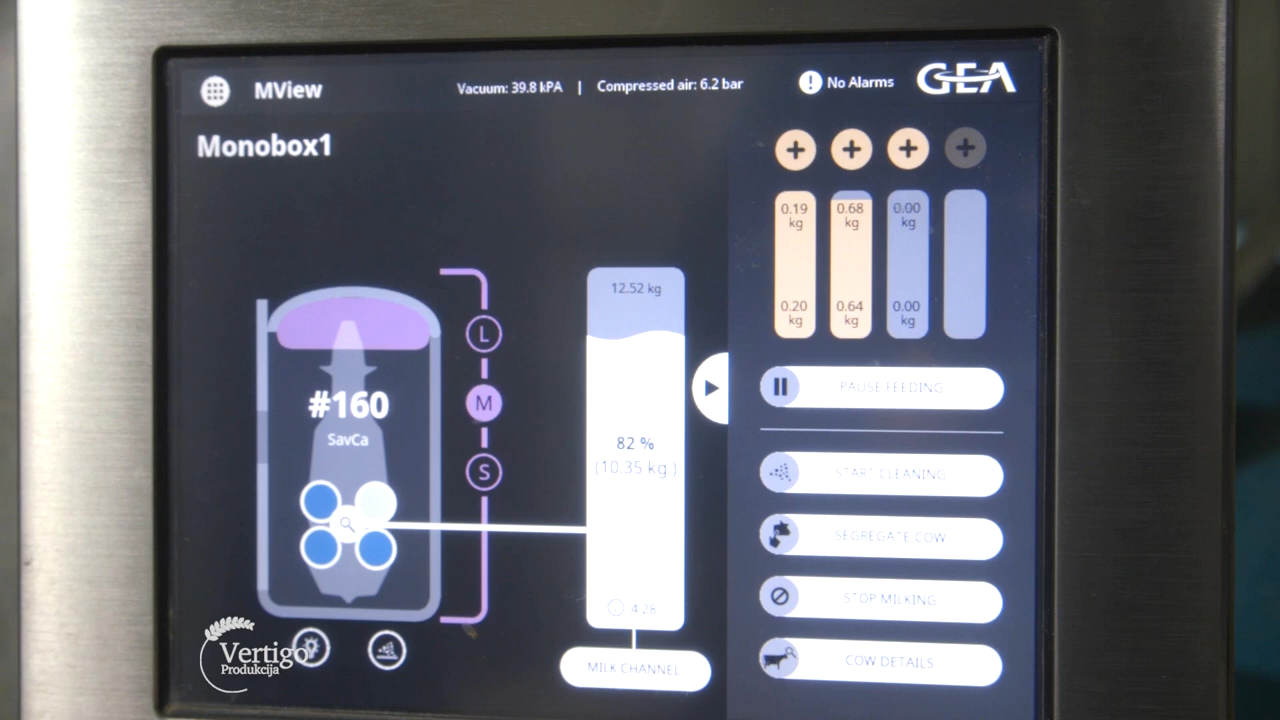 MView
Vacuum: 39.8 kPA | Compressed air: 6.2 bar
No Alarms
GEA
Monobox1
0.19 kg
0.68 kg
0.00 kg
0.20 kg
0.64 kg
0.00 kg
L
M
S
#160
SavCa
12.52 kg
82 %
(10.35 kg )
4:28
MILK CHANNEL
PAUSE FEEDING
START CLEANING
SEGREGATE COW
STOP MILKING
COW DETAILS
Vertigo
Produkcija